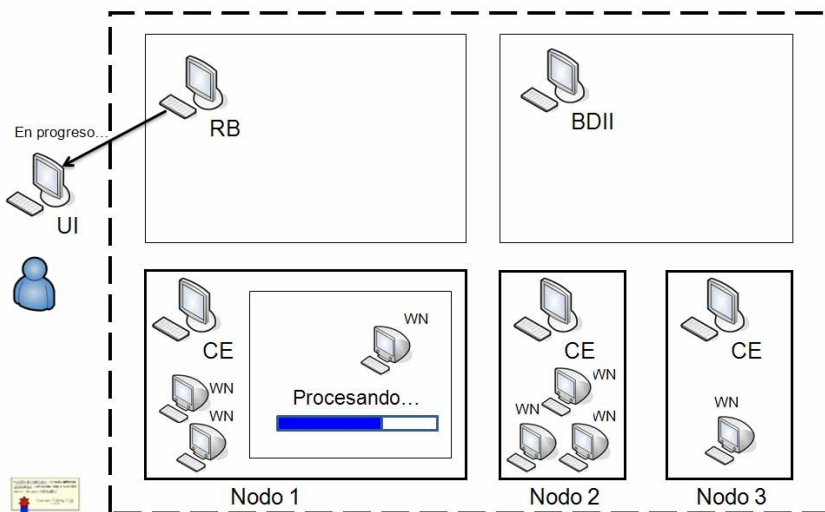 En progreso...
RB
BDII
UI
CE
WN
WN
WN
Procesando...
CE
WN
WN
WN
CE
WN
Nodo 1
Nodo 2
Nodo 3